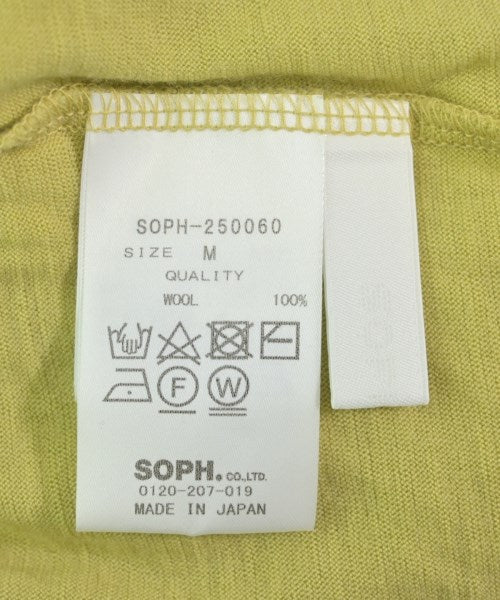 SOPH-250060
SIZE M
QUALITY
WOOL 100%
F W
SOPH. CO.,LTD.
0120-207-019
MADE IN JAPAN